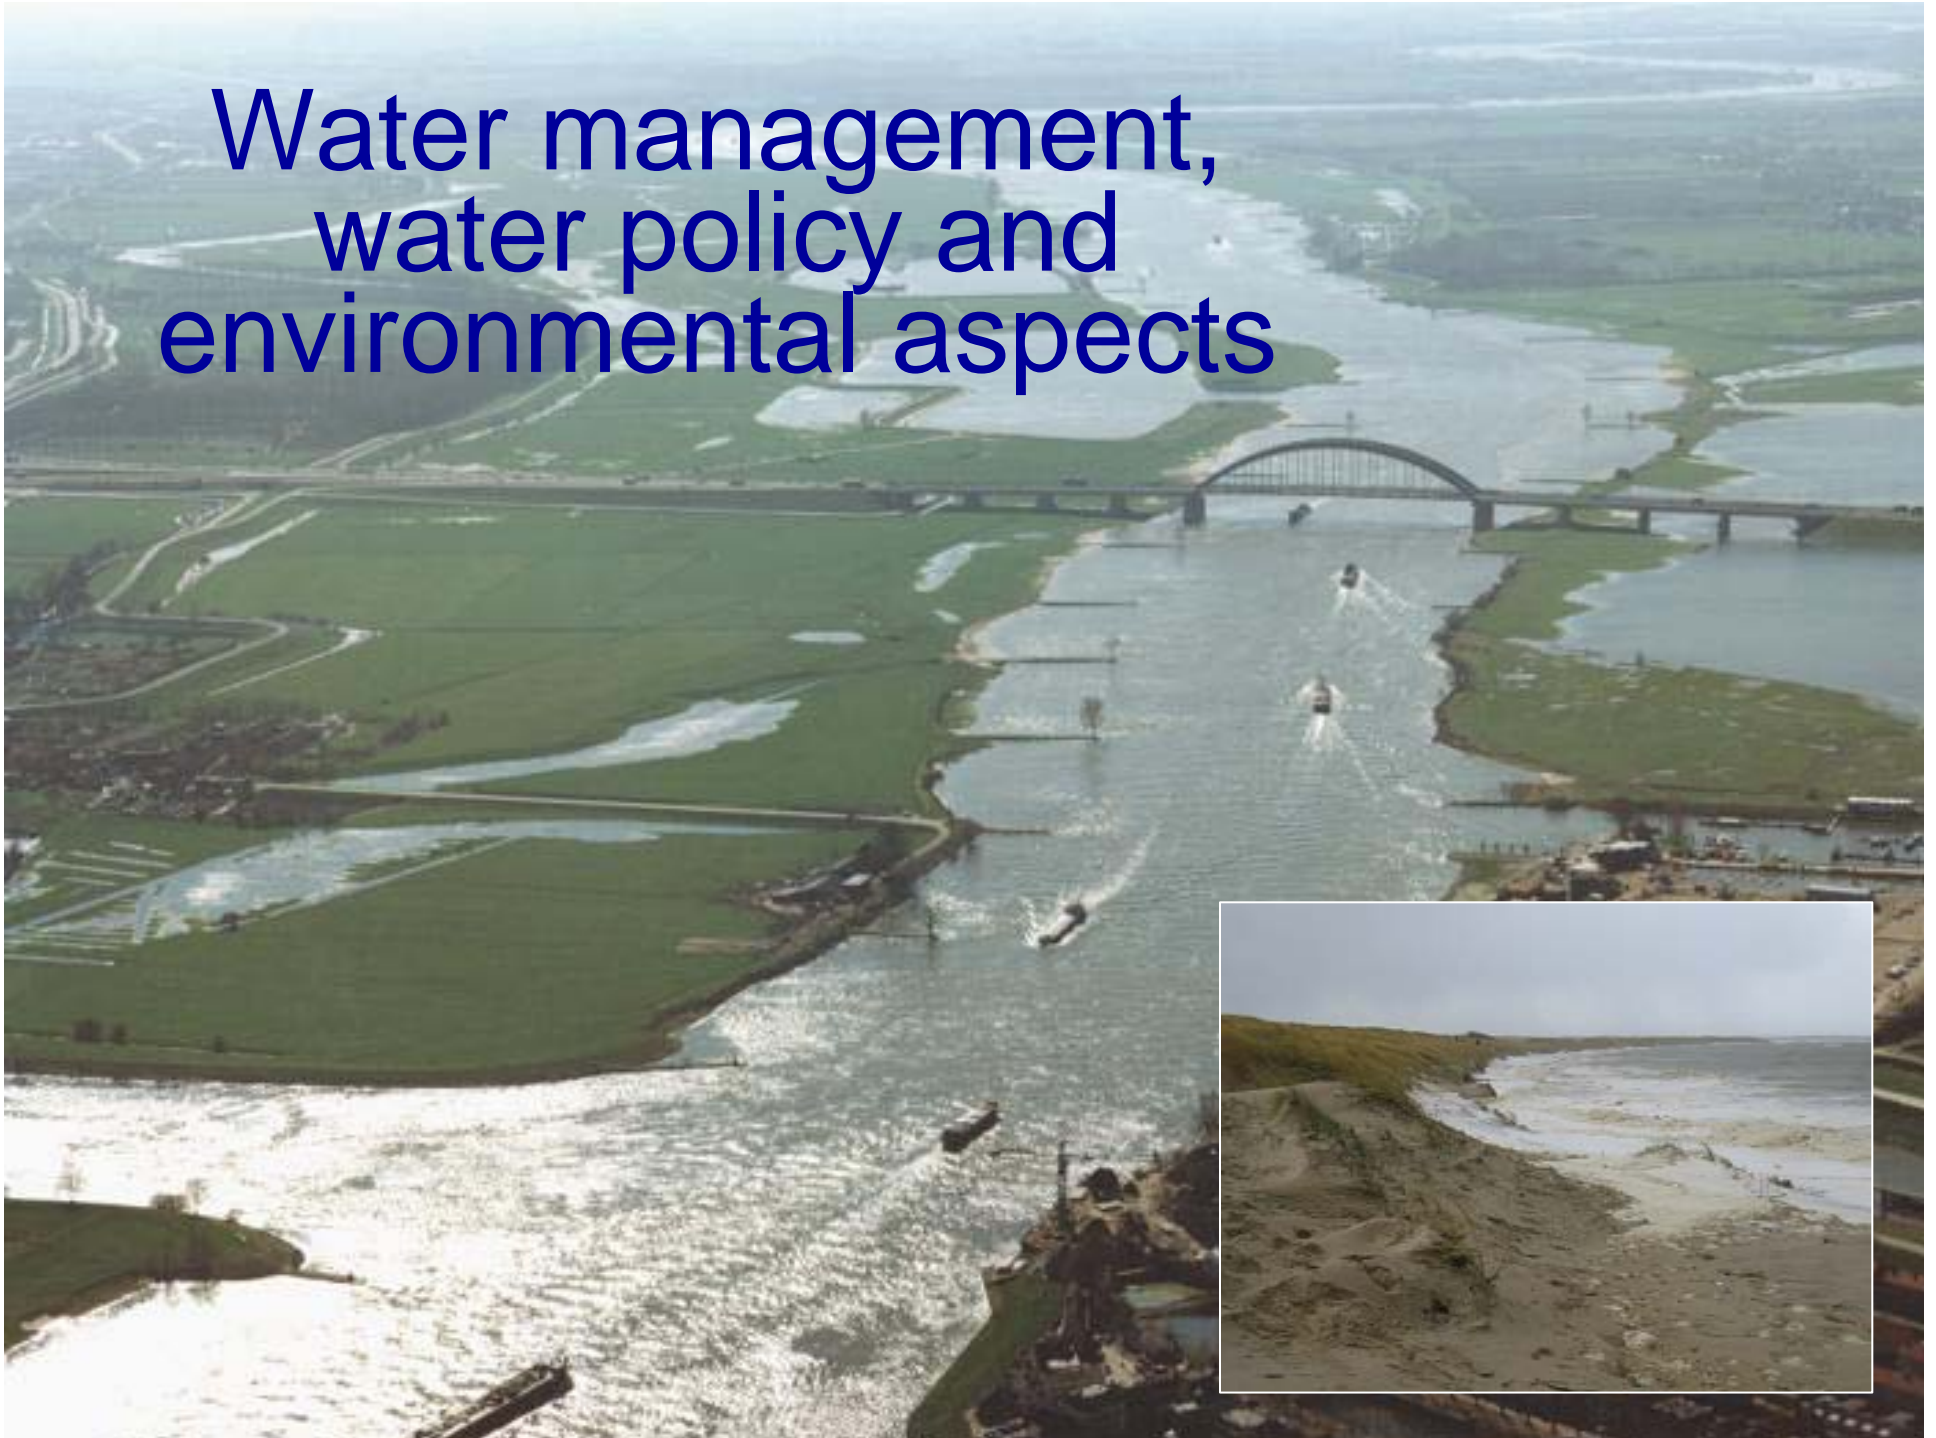 Water management,
water policy and
environmental aspects